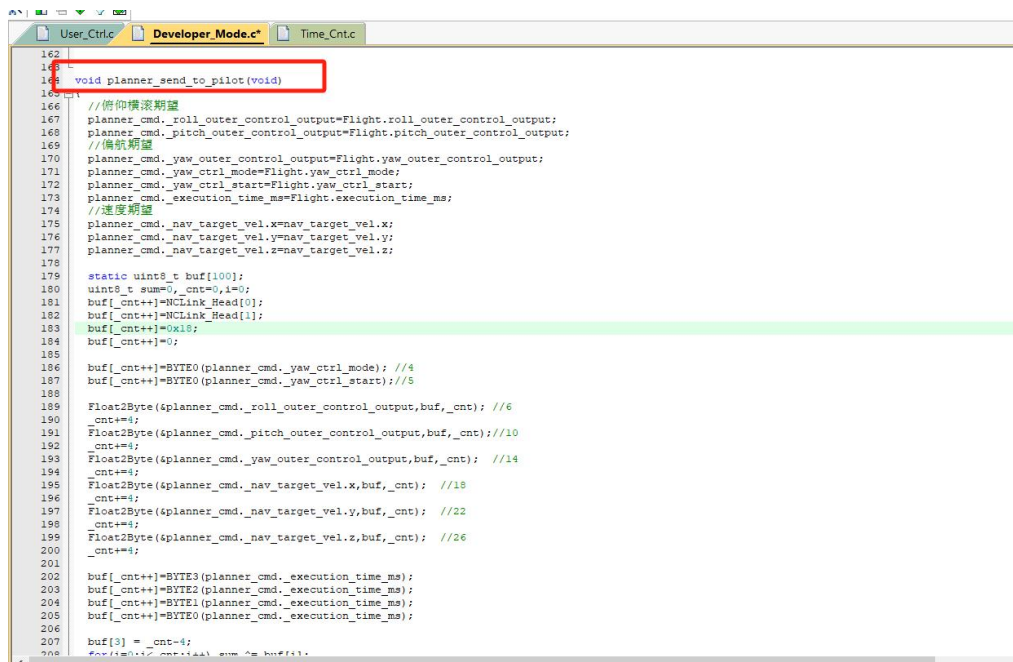 User_Ctrl.c Developer_Mode.c* Time_Cnt.c
162
163
164 void planner_send_to_pilot(void)
165 {
166 //俯仰横滚期望
167 planner_cmd._roll_outer_control_output=Flight.roll_outer_control_output;
168 planner_cmd._pitch_outer_control_output=Flight.pitch_outer_control_output;
169 //偏航期望
170 planner_cmd._yaw_outer_control_output=Flight.yaw_outer_control_output;
171 planner_cmd._yaw_ctrl_mode=Flight.yaw_ctrl_mode;
172 planner_cmd._yaw_ctrl_start=Flight.yaw_ctrl_start;
173 planner_cmd._execution_time_ms=Flight.execution_time_ms;
174 //速度期望
175 planner_cmd._nav_target_vel.x=nav_target_vel.x;
176 planner_cmd._nav_target_vel.y=nav_target_vel.y;
177 planner_cmd._nav_target_vel.z=nav_target_vel.z;
178
179 static uint8_t buf[100];
180 uint8_t sum=0,_cnt=0,i=0;
181 buf[_cnt++]=NCLink_Head[0];
182 buf[_cnt++]=NCLink_Head[1];
183 buf[_cnt++]=0x18;
184 buf[_cnt++]=0;
185
186 buf[_cnt++]=BYTE0(planner_cmd._yaw_ctrl_mode); //4
187 buf[_cnt++]=BYTE0(planner_cmd._yaw_ctrl_start);//5
188
189 Float2Byte(&planner_cmd._roll_outer_control_output,buf,_cnt); //6
190 _cnt+=4;
191 Float2Byte(&planner_cmd._pitch_outer_control_output,buf,_cnt);//10
192 _cnt+=4;
193 Float2Byte(&planner_cmd._yaw_outer_control_output,buf,_cnt); //14
194 _cnt+=4;
195 Float2Byte(&planner_cmd._nav_target_vel.x,buf,_cnt); //18
196 _cnt+=4;
197 Float2Byte(&planner_cmd._nav_target_vel.y,buf,_cnt); //22
198 _cnt+=4;
199 Float2Byte(&planner_cmd._nav_target_vel.z,buf,_cnt); //26
200 _cnt+=4;
201
202 buf[_cnt++]=BYTE3(planner_cmd._execution_time_ms);
203 buf[_cnt++]=BYTE2(planner_cmd._execution_time_ms);
204 buf[_cnt++]=BYTE1(planner_cmd._execution_time_ms);
205 buf[_cnt++]=BYTE0(planner_cmd._execution_time_ms);
206
207 buf[3] = _cnt-4;
208 for(i=0;i<_cnt;i++) sum ^= buf[i];